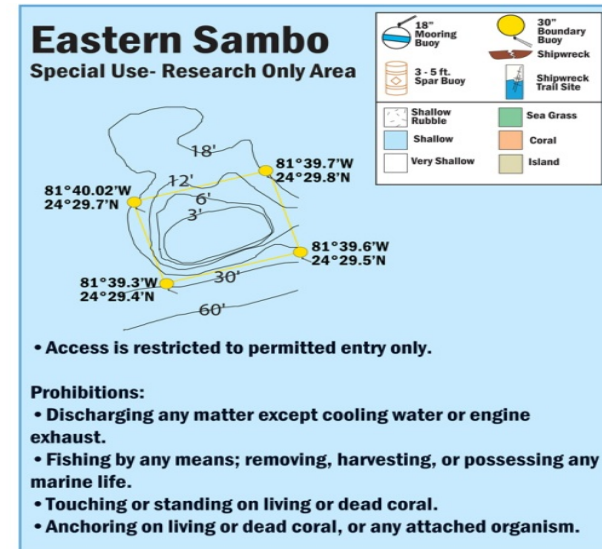 Eastern Sambo
Special Use- Research Only Area
18"
Mooring
Buoy
30"
Boundary
Buoy
Shipwreck
3 - 5 ft.
Spar Buoy
Shipwreck
Trail Site
Shallow
Rubble
Sea Grass
Shallow
Coral
Very Shallow
Island
18'
81°39.7'W
24°29.8'N
12'
81°40.02'W
24°29.7'N
6'
3'
81°39.6'W
24°29.5'N
81°39.3'W
24°29.4'N
30'
60'
• Access is restricted to permitted entry only.
Prohibitions:
• Discharging any matter except cooling water or engine
exhaust.
• Fishing by any means; removing, harvesting, or possessing any
marine life.
• Touching or standing on living or dead coral.
• Anchoring on living or dead coral, or any attached organism.